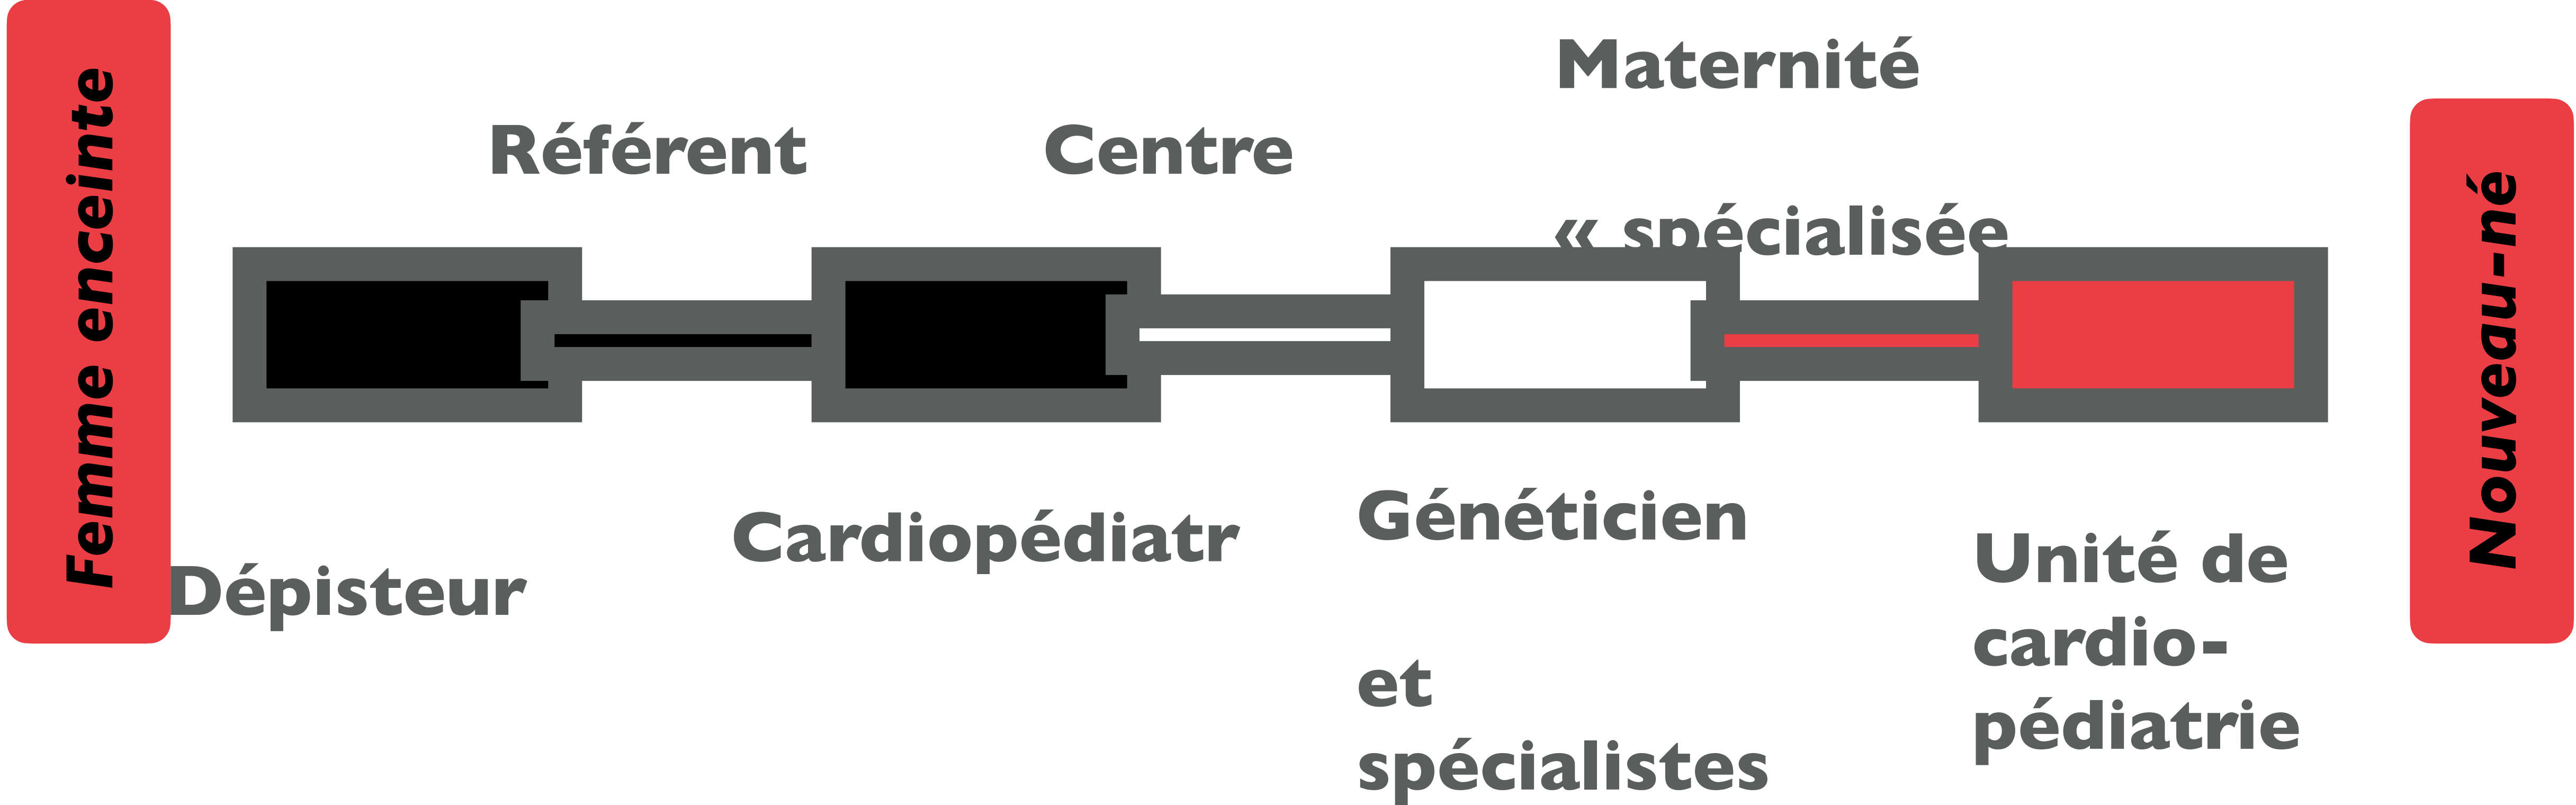 Femme enceinte
Dépisteur
Référent
Cardiopédiatr
Centre
Généticien
et
spécialistes
Maternité
« spécialisée
Unité de
cardio-
pédiatrie
Nouveau-né